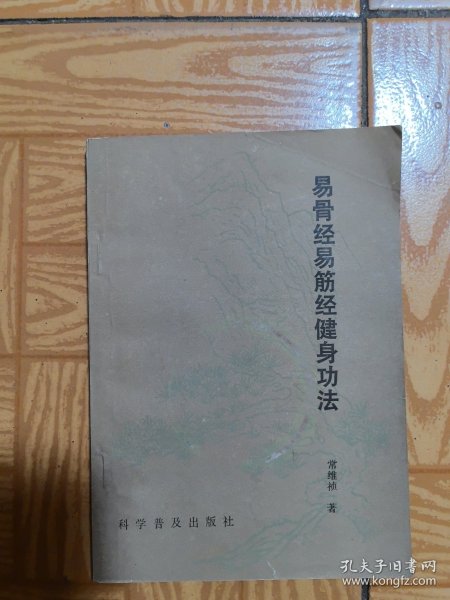 易骨经易筋经健身功法
常维祯 著
科学普及出版社
孔夫子旧书网
www.kongfz.com